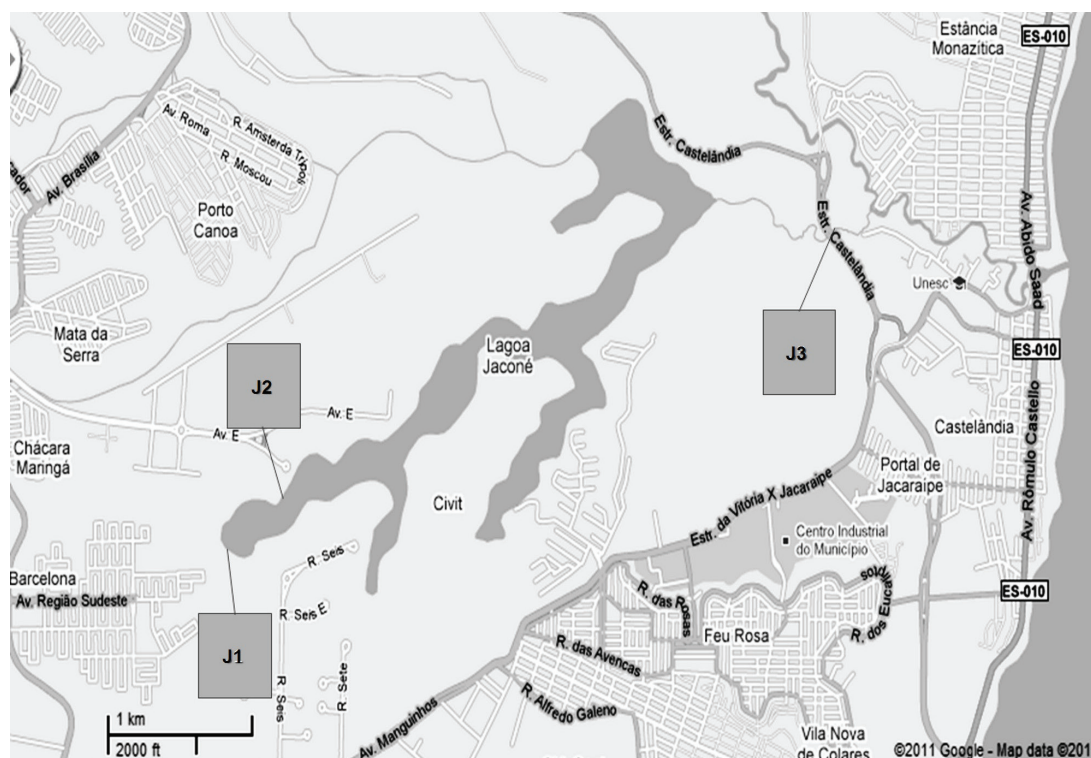 Estância
Monazítica
ES-010
Estr. Castelândia
Av. Roma
R. Amsterda Tripoli
R. Moscou
Av. Brasília
Porto
Canoa
Av. Abido Saad
Estr. Castelândia
Unesc
Mata da
Serra
Lagoa
Jaconé
J3
ES-010
J2
Av. E
Av. E
Chácara
Maringá
Castelândia
Av. Rômulo Castello
Portal de
Jacaraipe
Civit
Estr. da Vitória X Jacaraípe
Centro Industrial
do Município
R. Seis
Barcelona
Av. Região Sudeste
ES-010
R. Seis E
R. das Rosas
R. dos Eucaliptos
Feu Rosa
J1
R. das Avencas
R. Sete
R. Seis
R. Alfredo Galeno
Av. Manguinhos
1 km
2000 ft
Vila Nova
de Colares
©2011 Google - Map data ©201